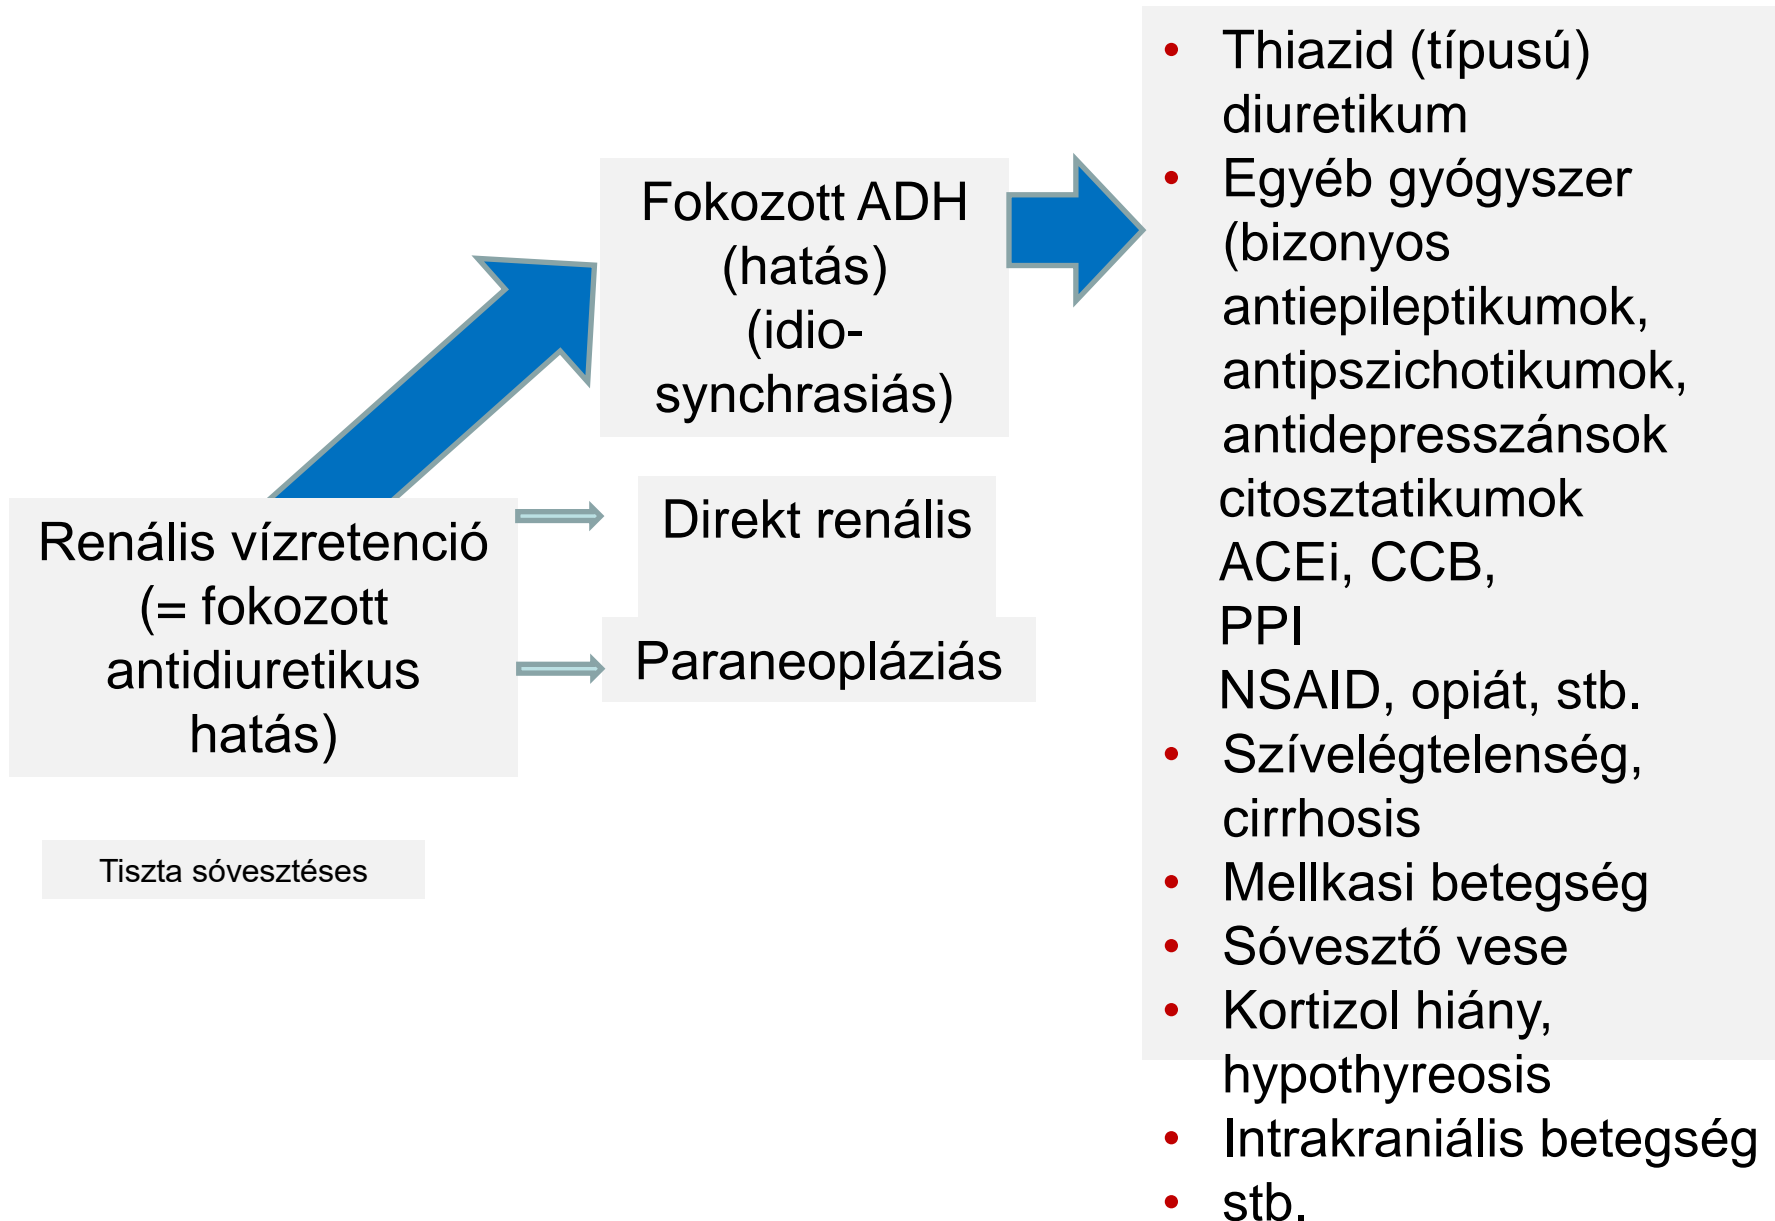 Renális vízretenció
(= fokozott
antidiuretikus
hatás)
Tiszta sóvesztéses
Fokozott ADH
(hatás)
(idio-
synchrasiás)
Direkt renális
Paraneopláziás
• Thiazid (típusú)
diuretikum
• Egyéb gyógyszer
(bizonyos
antiepileptikumok,
antipszichotikumok,
antidepresszánsok
citosztatikumok
ACEi, CCB,
PPI
NSAID, opiát, stb.
• Szívelégtelenség,
cirrhosis
• Mellkasi betegség
• Sóvesztő vese
• Kortizol hiány,
hypothyreosis
• Intrakraniális betegség
• stb.